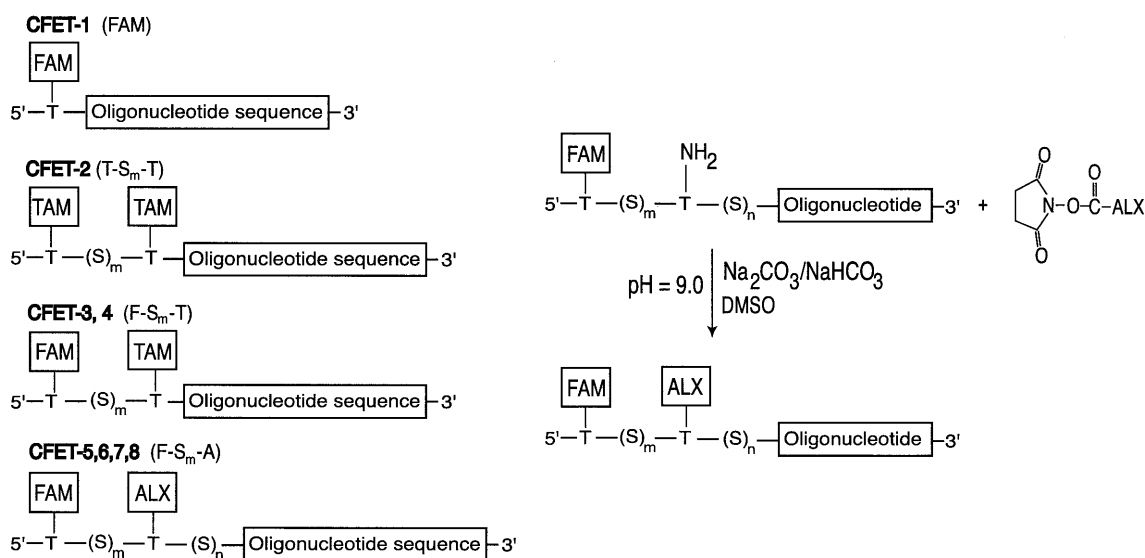 CFET-1 (FAM)
FAM
5'—T—Oligonucleotide sequence—3'
CFET-2 (T-Sm-T)
TAM TAM
5'—T—(S)m—T—Oligonucleotide sequence—3'
CFET-3, 4 (F-Sm-T)
FAM TAM
5'—T—(S)m—T—Oligonucleotide sequence—3'
CFET-5,6,7,8 (F-Sm-A)
FAM ALX
5'—T—(S)m—T—(S)n—Oligonucleotide sequence—3'
FAM NH2
5'—T—(S)m—T—(S)n—Oligonucleotide—3' + O O N-O-C-ALX O
pH = 9.0 Na2CO3/NaHCO3
DMSO
FAM ALX
5'—T—(S)m—T—(S)n—Oligonucleotide—3'